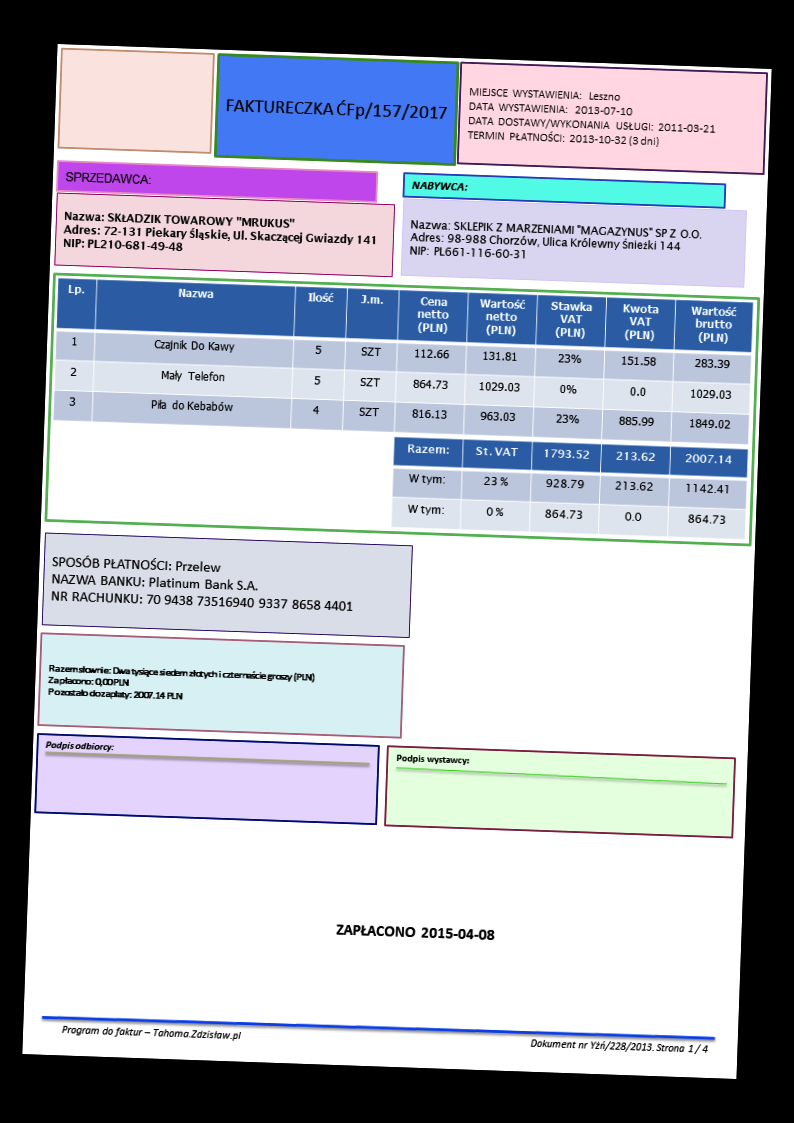 FAKTURECZKA ĆFp/157/2017
MIEJSCE WYSTAWIENIA: Leszno
DATA WYSTAWIENIA: 2013-07-10
DATA DOSTAWY/WYKONANIA USŁUGI: 2011-03-21
TERMIN PŁATNOŚCI: 2013-10-32 (3 dni)
SPRZEDAWCA:
Nazwa: SKŁADZIK TOWAROWY "MRUKUS"
Adres: 72-131 Piekary Śląskie, Ul. Skaczącej Gwiazdy 141
NIP: PL210-681-49-48
NABYWCA:
Nazwa: SKLEPIK Z MARZENIAMI "MAGAZYNUS" SP Z O.O.
Adres: 98-988 Chorzów, Ulica Królewny Śnieżki 144
NIP: PL661-116-60-31
Lp. Nazwa Ilość J.m. Cena netto (PLN) Wartość netto (PLN) Stawka VAT (PLN) Kwota VAT (PLN) Wartość brutto (PLN)
1 Czajnik Do Kawy 5 SZT 112.66 131.81 23% 151.58 283.39
2 Mały Telefon 5 SZT 864.73 1029.03 0% 0.0 1029.03
3 Piła do Kebabów 4 SZT 816.13 963.03 23% 885.99 1849.02
Razem: St. VAT 1793.52 213.62 2007.14
W tym: 23 % 928.79 213.62 1142.41
W tym: 0 % 864.73 0.0 864.73
SPOSÓB PŁATNOŚCI: Przelew
NAZWA BANKU: Platinum Bank S.A.
NR RACHUNKU: 70 9438 73516940 9337 8658 4401
Razem słownie: Dwa tysiące siedem złotych i czternaście groszy (PLN)
Zapłacono: 0,00 PLN
Pozostało do zapłaty: 2007.14 PLN
Podpis odbiorcy:
Podpis wystawcy:
ZAPŁACONO 2015-04-08
Program do faktur – Tahoma.Zdzisław.pl
Dokument nr Yżń/228/2013. Strona 1 / 4